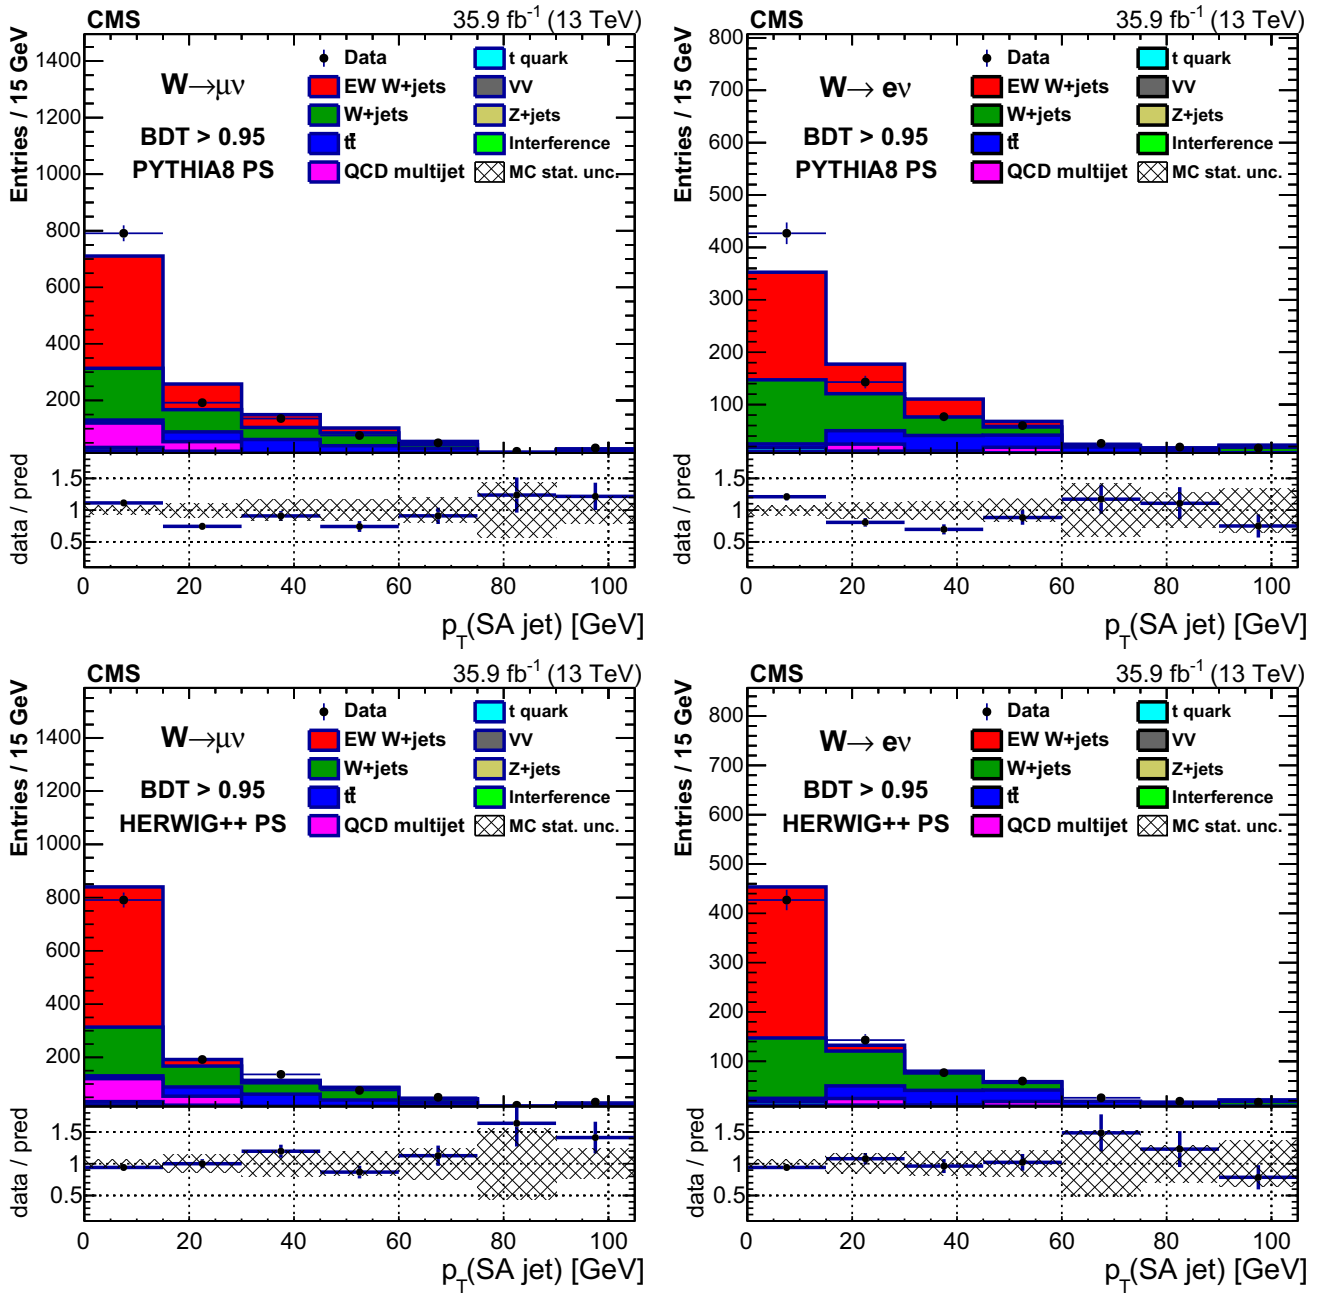 CMS 35.9 fb⁻¹ (13 TeV)
Entries / 15 GeV
1400
1200
1000
800
600
400
200
W→μν
BDT > 0.95
PYTHIA8 PS
Data
EW W+jets
W+jets
tt̄
QCD multijet
t quark
VV
Z+jets
Interference
MC stat. unc.
data / pred
1.5
1
0.5
0 20 40 60 80 100
p_T(SA jet) [GeV]
CMS 35.9 fb⁻¹ (13 TeV)
Entries / 15 GeV
800
700
600
500
400
300
200
100
W→ eν
BDT > 0.95
PYTHIA8 PS
Data
EW W+jets
W+jets
tt̄
QCD multijet
t quark
VV
Z+jets
Interference
MC stat. unc.
data / pred
1.5
1
0.5
0 20 40 60 80 100
p_T(SA jet) [GeV]
CMS 35.9 fb⁻¹ (13 TeV)
Entries / 15 GeV
1400
1200
1000
800
600
400
200
W→μν
BDT > 0.95
HERWIG++ PS
Data
EW W+jets
W+jets
tt̄
QCD multijet
t quark
VV
Z+jets
Interference
MC stat. unc.
data / pred
1.5
1
0.5
0 20 40 60 80 100
p_T(SA jet) [GeV]
CMS 35.9 fb⁻¹ (13 TeV)
Entries / 15 GeV
800
700
600
500
400
300
200
100
W→ eν
BDT > 0.95
HERWIG++ PS
Data
EW W+jets
W+jets
tt̄
QCD multijet
t quark
VV
Z+jets
Interference
MC stat. unc.
data / pred
1.5
1
0.5
0 20 40 60 80 100
p_T(SA jet) [GeV]